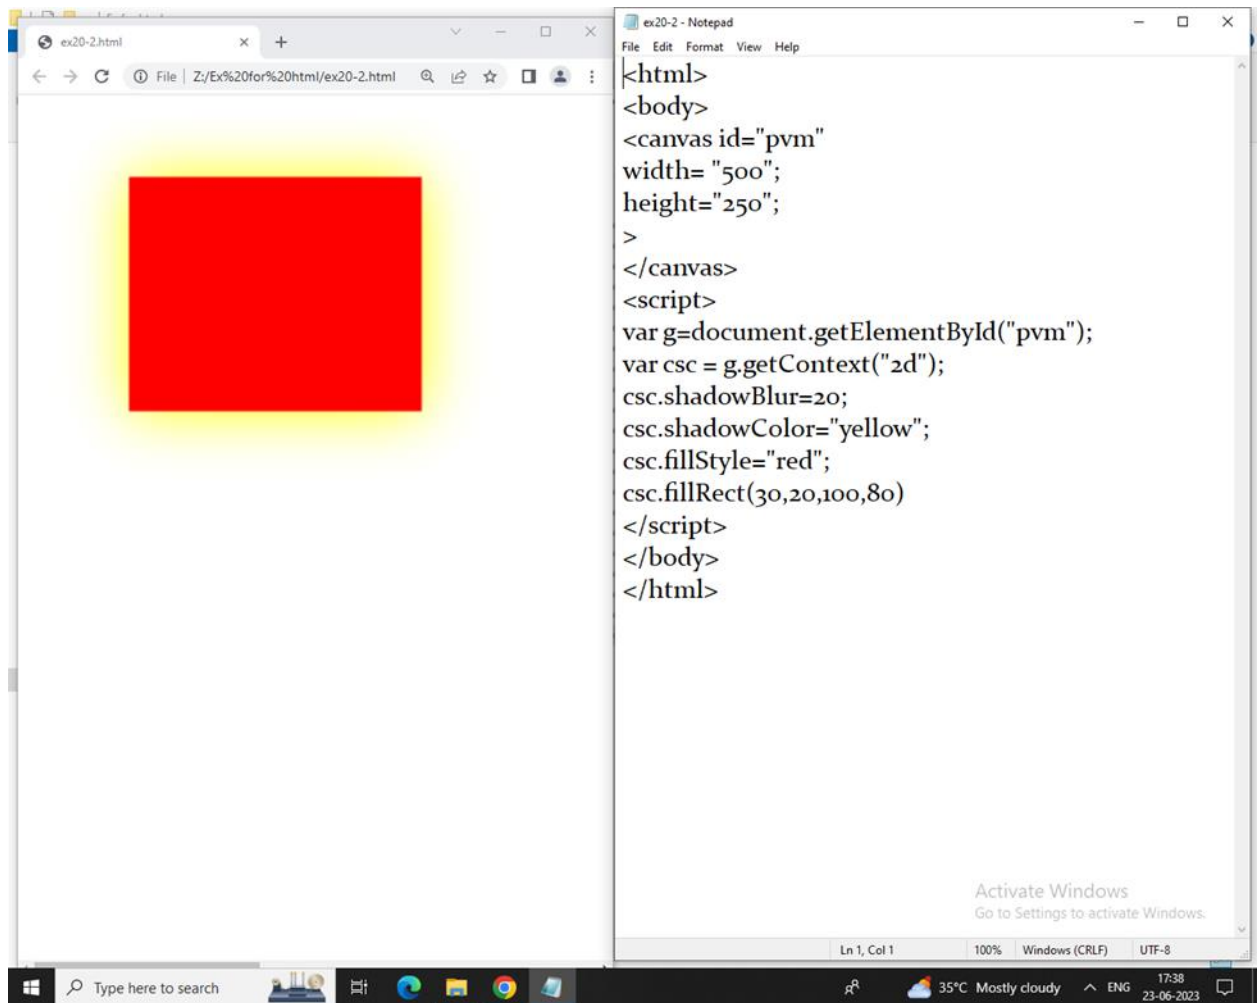 ex20-2.html
File
Z:/Ex%20for%20html/ex20-2.html
ex20-2 - Notepad
File Edit Format View Help
<html>
<body>
<canvas id="pvm"
width= "500";
height="250";
>
</canvas>
<script>
var g=document.getElementById("pvm");
var csc = g.getContext("2d");
csc.shadowBlur=20;
csc.shadowColor="yellow";
csc.fillStyle="red";
csc.fillRect(30,20,100,80)
</script>
</body>
</html>
Activate Windows
Go to Settings to activate Windows.
Ln 1, Col 1 100% Windows (CRLF) UTF-8
Type here to search
35°C Mostly cloudy ENG
17:38
23-06-2023